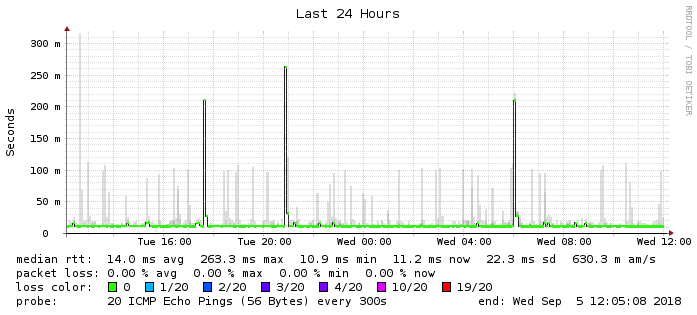 Last 24 Hours
RRDTOOL / TOBI OETIKER
Seconds
300 m
250 m
200 m
150 m
100 m
50 m
0
Tue 16:00 Tue 20:00 Wed 00:00 Wed 04:00 Wed 08:00 Wed 12:00
median rtt: 14.0 ms avg 263.3 ms max 10.9 ms min 11.2 ms now 22.3 ms sd 630.3 m am/s
packet loss: 0.00 % avg 0.00 % max 0.00 % min 0.00 % now
loss color: 0 1/20 2/20 3/20 4/20 10/20 19/20
probe: 20 ICMP Echo Pings (56 Bytes) every 300s end: Wed Sep 5 12:05:08 2018